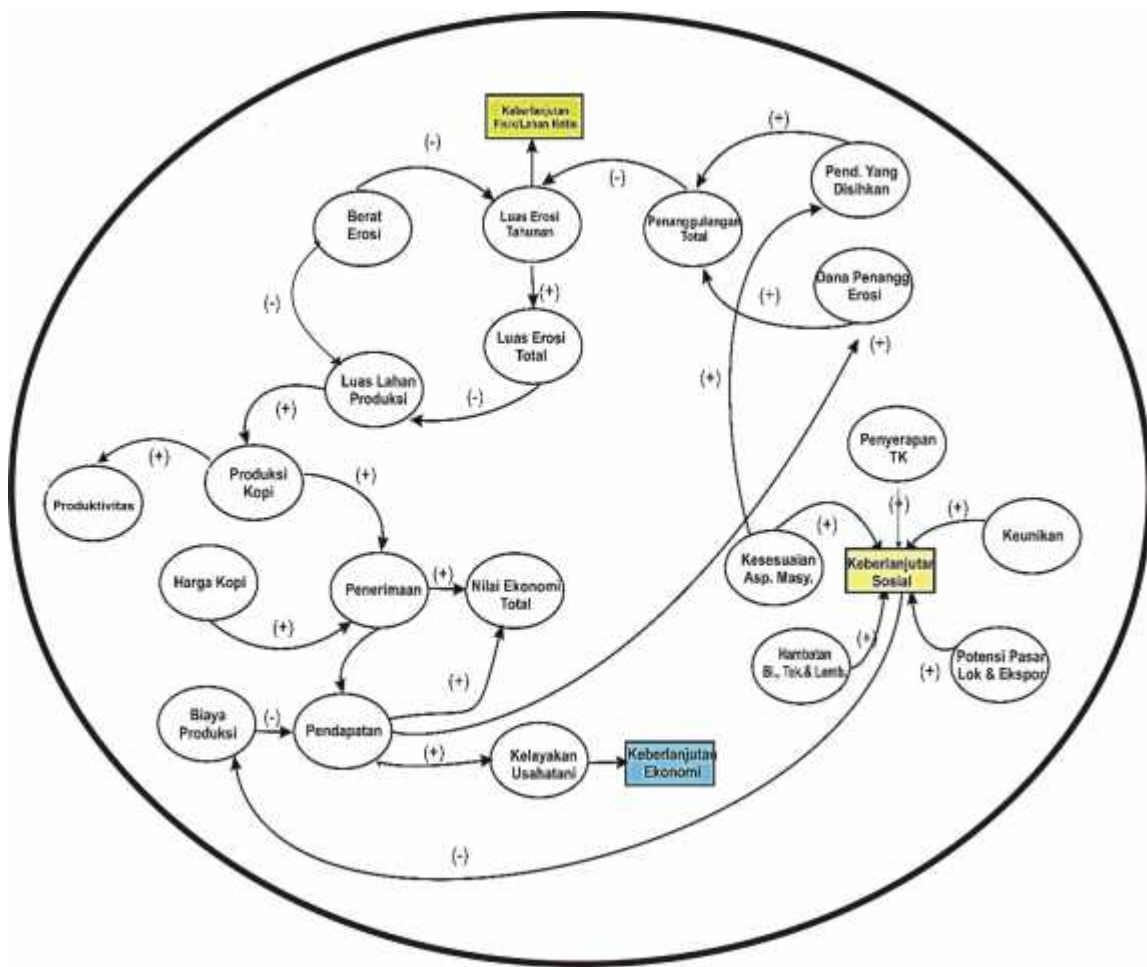 Keberlanjutan
Fisik/Lahan Kritis
(+)
(-)
(-)
Pend. Yang
Disihkan
Berat
Erosi
Luas Erosi
Tahunan
Penanggulangan
Total
Dana Penangg
Erosi
(-)
(+)
(+)
Luas Erosi
Total
(+)
Luas Lahan
Produksi
(-)
(+)
(+)
Penyerapan
TK
(+)
Produksi
Kopi
(+)
Produktivitas
(+)
(+)
Keunikan
(+)
Kesesuaian
Asp. Masy.
Keberlanjutan
Sosial
Harga Kopi
Penerimaan
(+)
Nilai Ekonomi
Total
(+)
Hambatan
Bi., Tek.& Lemb.
(+)
Potensi Pasar
Lok & Ekspor
(+)
(+)
Biaya
Produksi
(-)
Pendapatan
(+)
Kelayakan
Usahatani
Keberlanjutan
Ekonomi
(-)